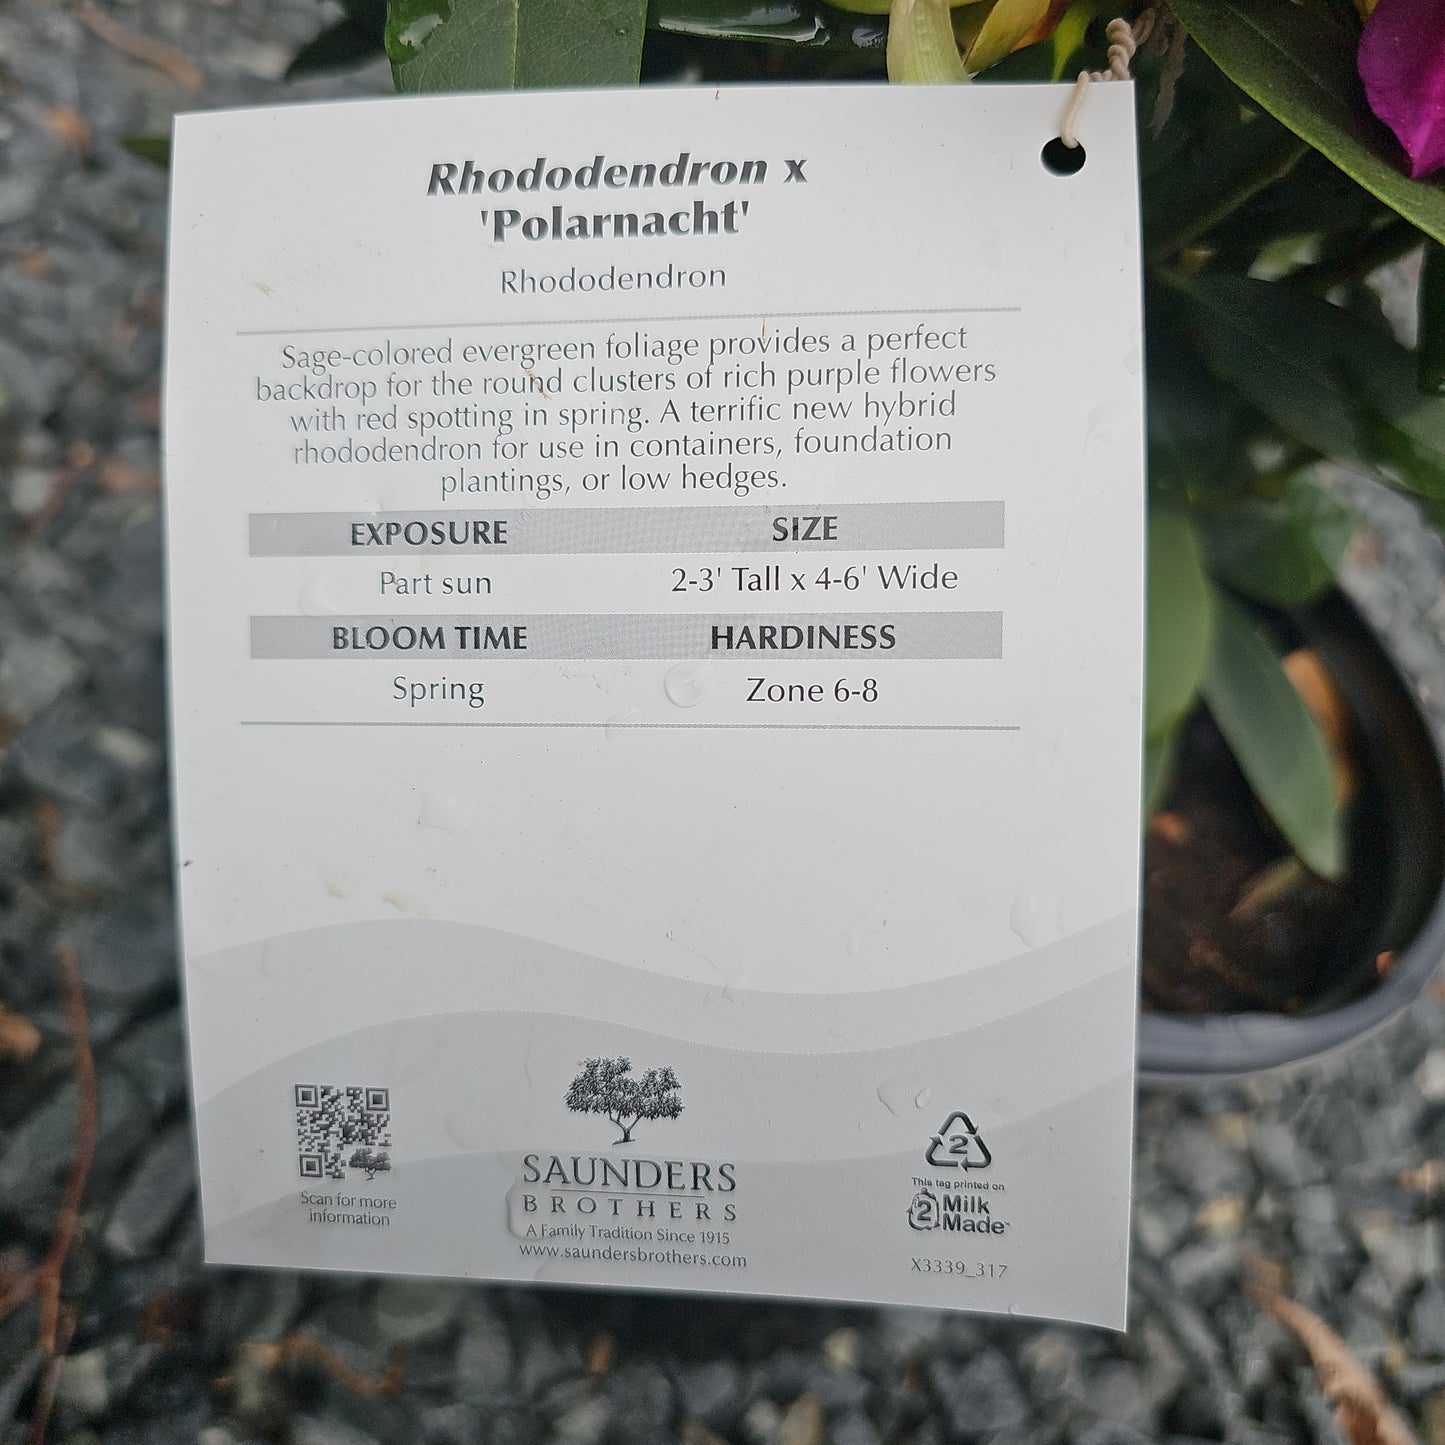 Rhododendron x
'Polarnacht'
Rhododendron
Sage-colored evergreen foliage provides a perfect
backdrop for the round clusters of rich purple flowers
with red spotting in spring. A terrific new hybrid
rhododendron for use in containers, foundation
plantings, or low hedges.
EXPOSURE SIZE
Part sun 2-3' Tall x 4-6' Wide
BLOOM TIME HARDINESS
Spring Zone 6-8
Scan for more
information
SAUNDERS
BROTHERS
A Family Tradition Since 1915
www.saundersbrothers.com
2
This tag printed on
2 Milk
Made™
X3339_317